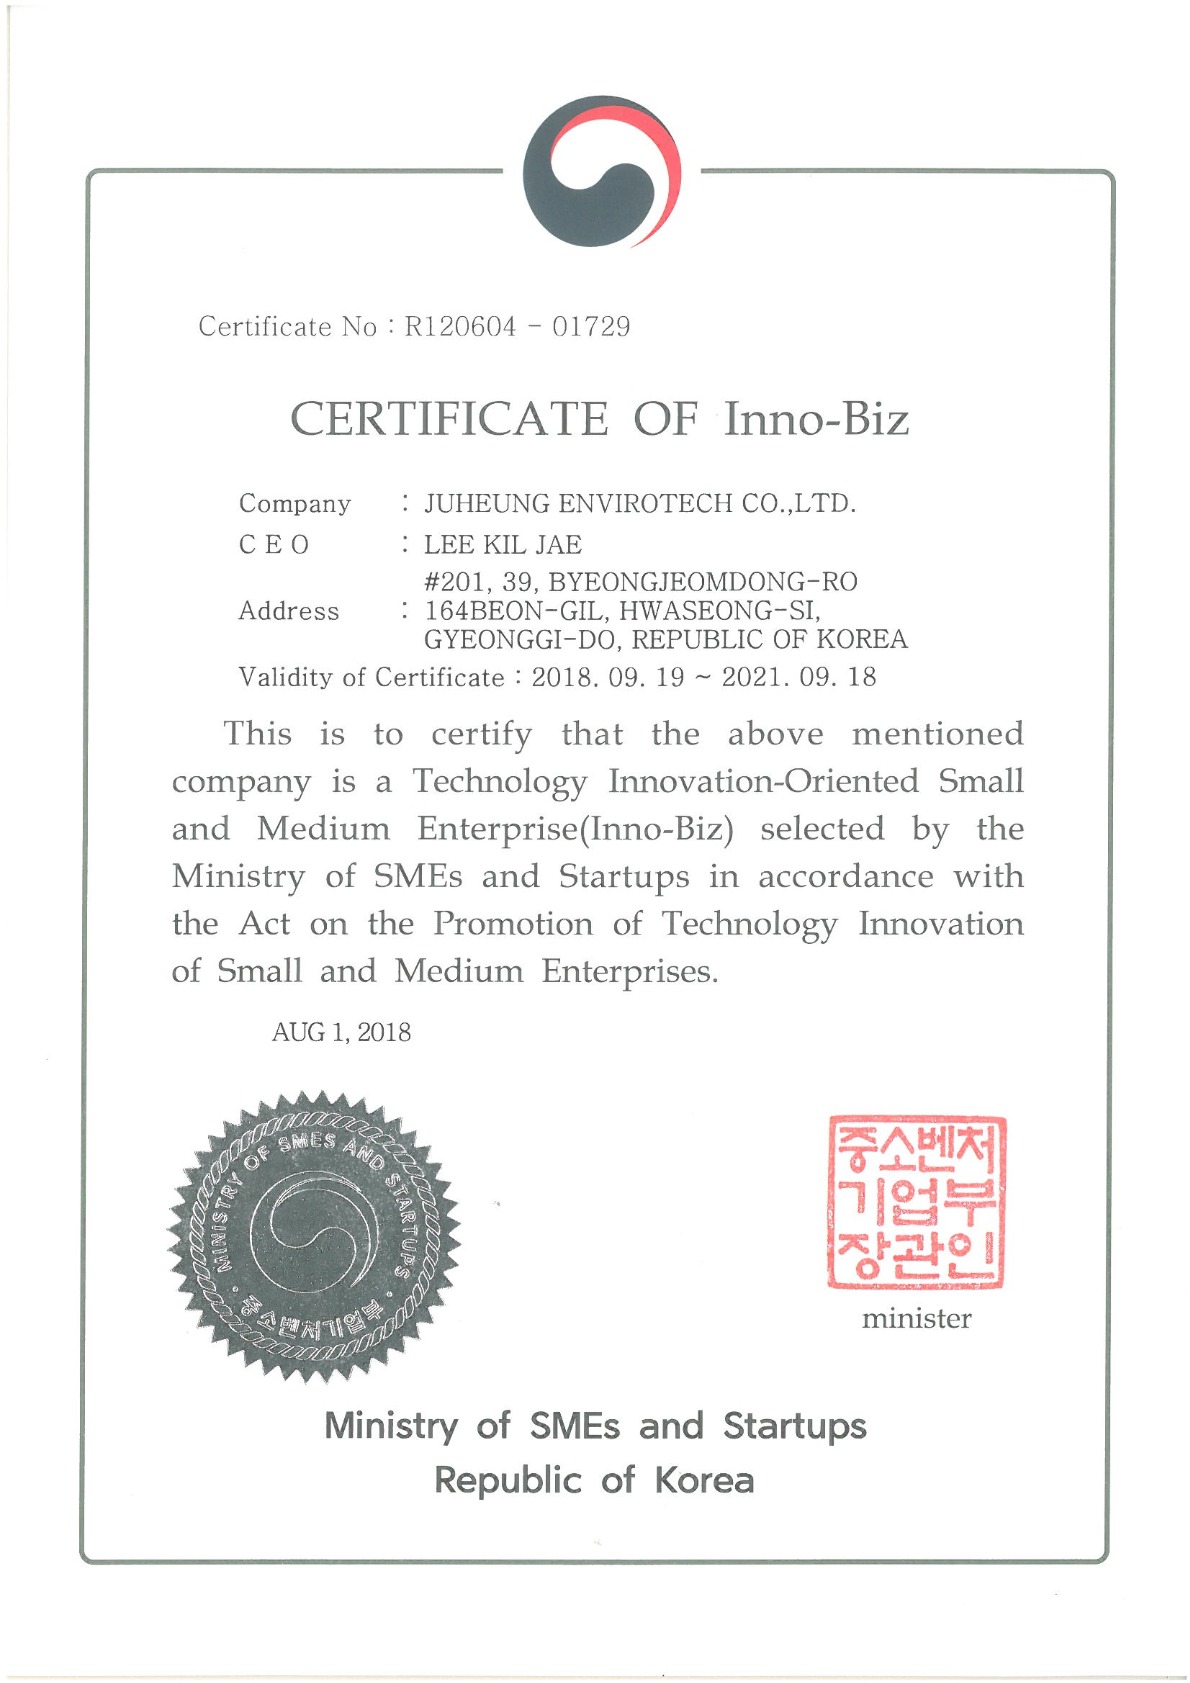 Certificate No : R120604 - 01729
CERTIFICATE OF Inno-Biz
Company : JUHEUNG ENVIROTECH CO.,LTD.
C E O : LEE KIL JAE
#201, 39, BYEONGJEOMDONG-RO
Address : 164BEON-GIL, HWASEONG-SI,
GYEONGGI-DO, REPUBLIC OF KOREA
Validity of Certificate : 2018. 09. 19 ~ 2021. 09. 18
This is to certify that the above mentioned
company is a Technology Innovation-Oriented Small
and Medium Enterprise(Inno-Biz) selected by the
Ministry of SMEs and Startups in accordance with
the Act on the Promotion of Technology Innovation
of Small and Medium Enterprises.
AUG 1, 2018
MINISTRY OF SMES AND STARTUPS
중소벤처기업부
중소벤처
기업부
장관인
minister
Ministry of SMEs and Startups
Republic of Korea